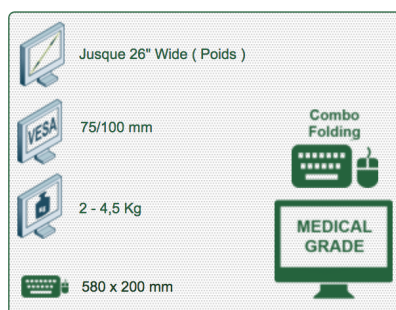 Jusque 26" Wide ( Poids )
VESA
75/100 mm
Combo
Folding
KG
2 - 4,5 Kg
MEDICAL
GRADE
580 x 200 mm